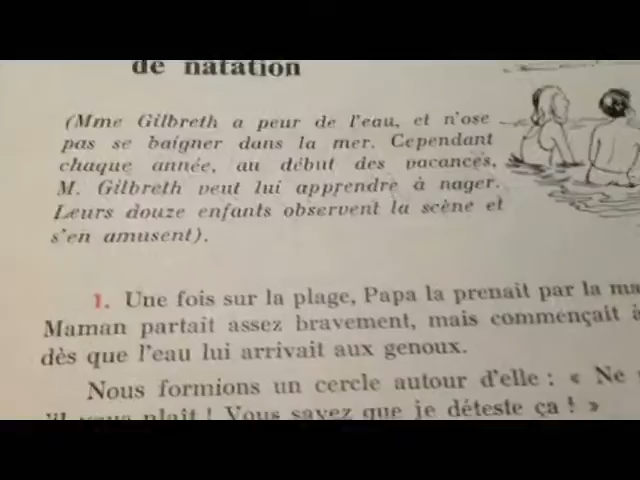 de natation
(Mme Gilbreth a peur de l'eau, et n'ose
pas se baigner dans la mer. Cependant
chaque année, au début des vacances,
M. Gilbreth veut lui apprendre à nager.
Leurs douze enfants observent la scène et
s'en amusent).
1. Une fois sur la plage, Papa la prenait par la
Maman partait assez bravement, mais commençait
dès que l'eau lui arrivait aux genoux.
Nous formions un cercle autour d'elle : « Ne
plaît ! Vous savez que je déteste ça ! »